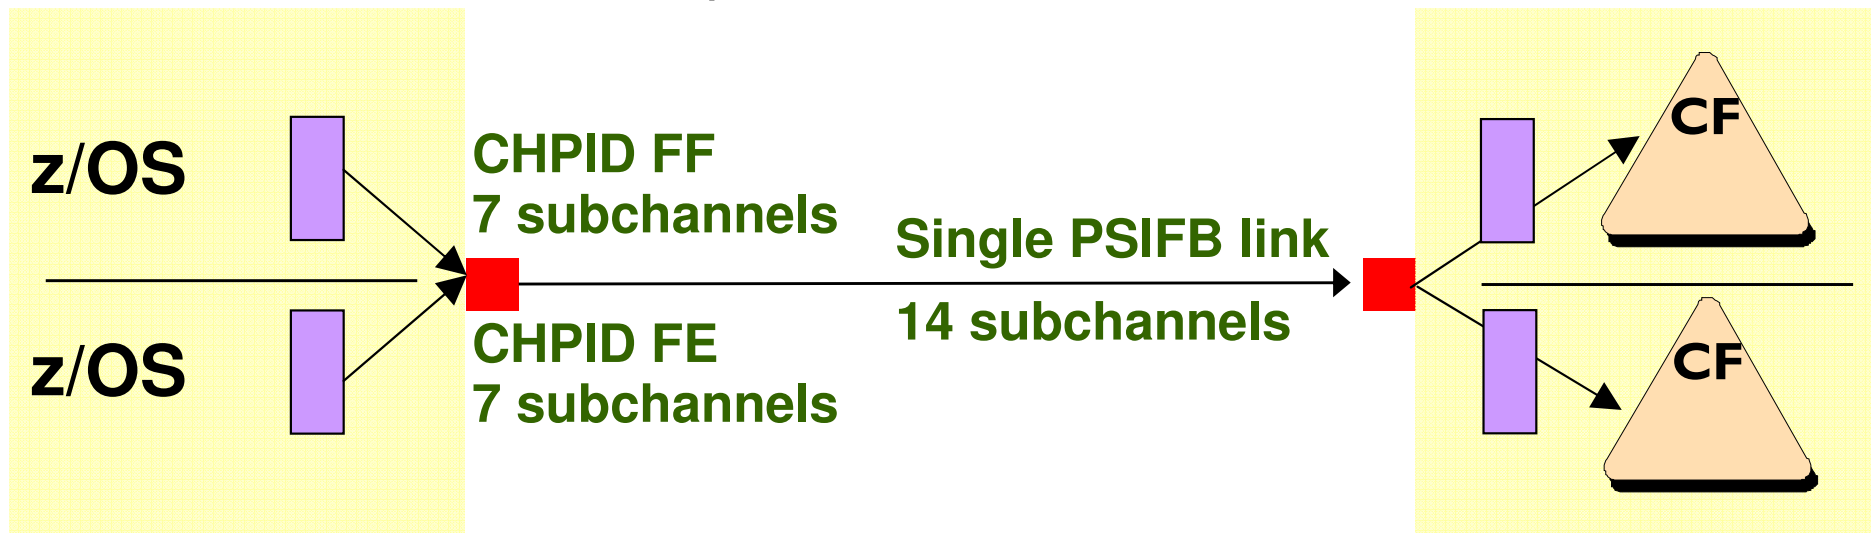 z/OS
CHPID FF
7 subchannels
z/OS
CHPID FE
7 subchannels
Single PSIFB link
14 subchannels
CF
CF